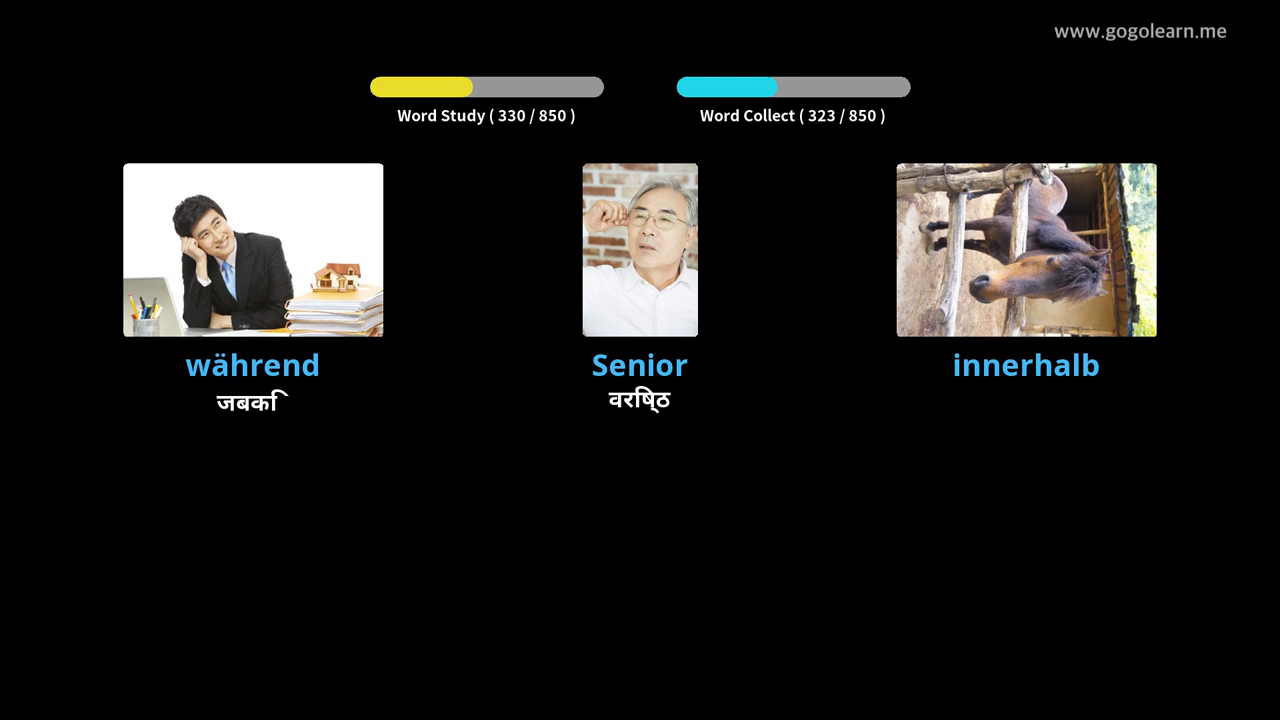 www.gogolearn.me
Word Study ( 330 / 850 )
Word Collect ( 323 / 850 )
während
Senior
innerhalb
जबकि
वरिष्ठ